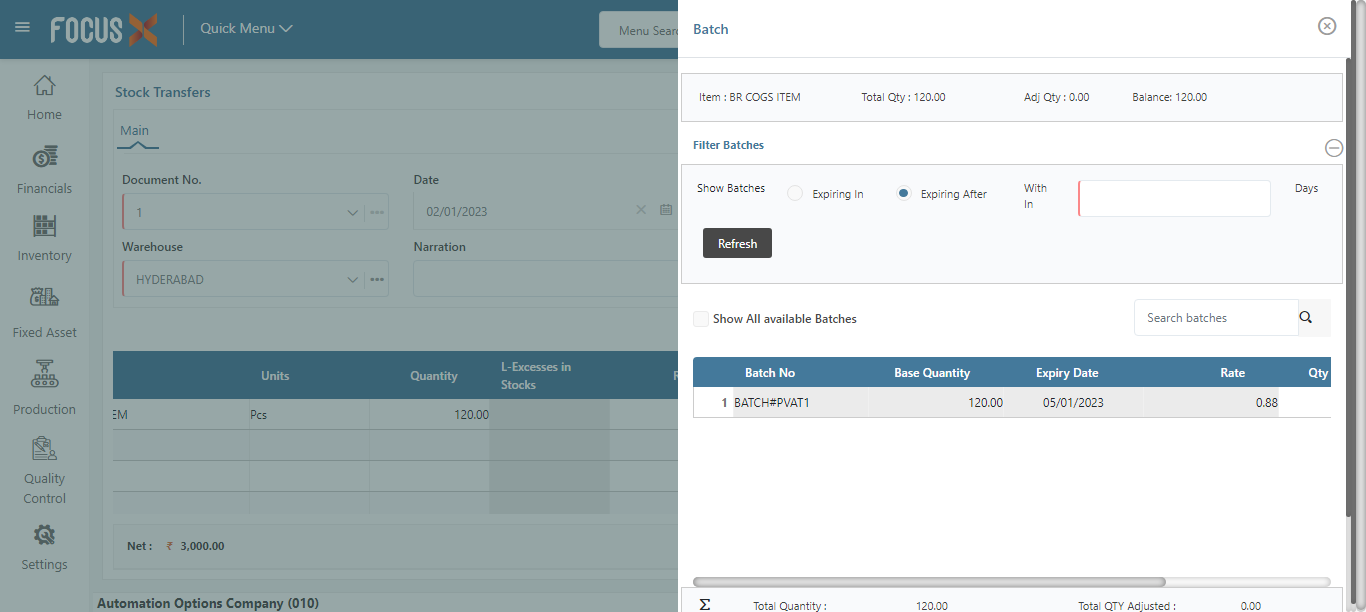 FOCUS X
Quick Menu
Menu Sear
Home
Financials
Inventory
Fixed Asset
Production
Quality
Control
Settings
Stock Transfers
Main
Document No.
Date
1
02/01/2023
Warehouse
Narration
HYDERABAD
Units
Quantity
L-Excesses in
Stocks
EM
Pcs
120.00
Net : ₹ 3,000.00
Automation Options Company (010)
Batch
Item : BR COGS ITEM
Total Qty : 120.00
Adj Qty : 0.00
Balance: 120.00
Filter Batches
Show Batches
Expiring In
Expiring After
With
In
Days
Refresh
Show All available Batches
Search batches
Batch No
Base Quantity
Expiry Date
Rate
Qty
1
BATCH#PVAT1
120.00
05/01/2023
0.88
Σ
Total Quantity :
120.00
Total QTY Adjusted :
0.00